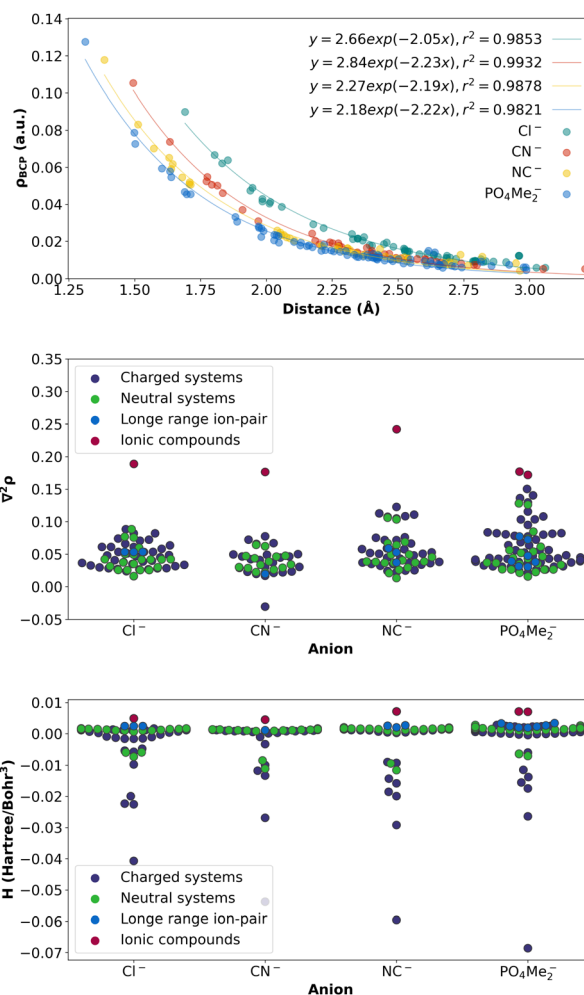 0.14
0.12
0.10
0.08
0.06
0.04
0.02
0.00
ρBCP (a.u.)
y = 2.66exp(−2.05x), r² = 0.9853
y = 2.84exp(−2.23x), r² = 0.9932
y = 2.27exp(−2.19x), r² = 0.9878
y = 2.18exp(−2.22x), r² = 0.9821
Cl⁻
CN⁻
NC⁻
PO₄Me₂⁻
1.25 1.50 1.75 2.00 2.25 2.50 2.75 3.00
Distance (Å)
0.35
0.30
0.25
0.20
0.15
0.10
0.05
0.00
−0.05
∇²ρ
Charged systems
Neutral systems
Longe range ion-pair
Ionic compounds
Cl⁻ CN⁻ NC⁻ PO₄Me₂⁻
Anion
0.01
0.00
−0.01
−0.02
−0.03
−0.04
−0.05
−0.06
−0.07
H (Hartree/Bohr³)
Charged systems
Neutral systems
Longe range ion-pair
Ionic compounds
Cl⁻ CN⁻ NC⁻ PO₄Me₂⁻
Anion